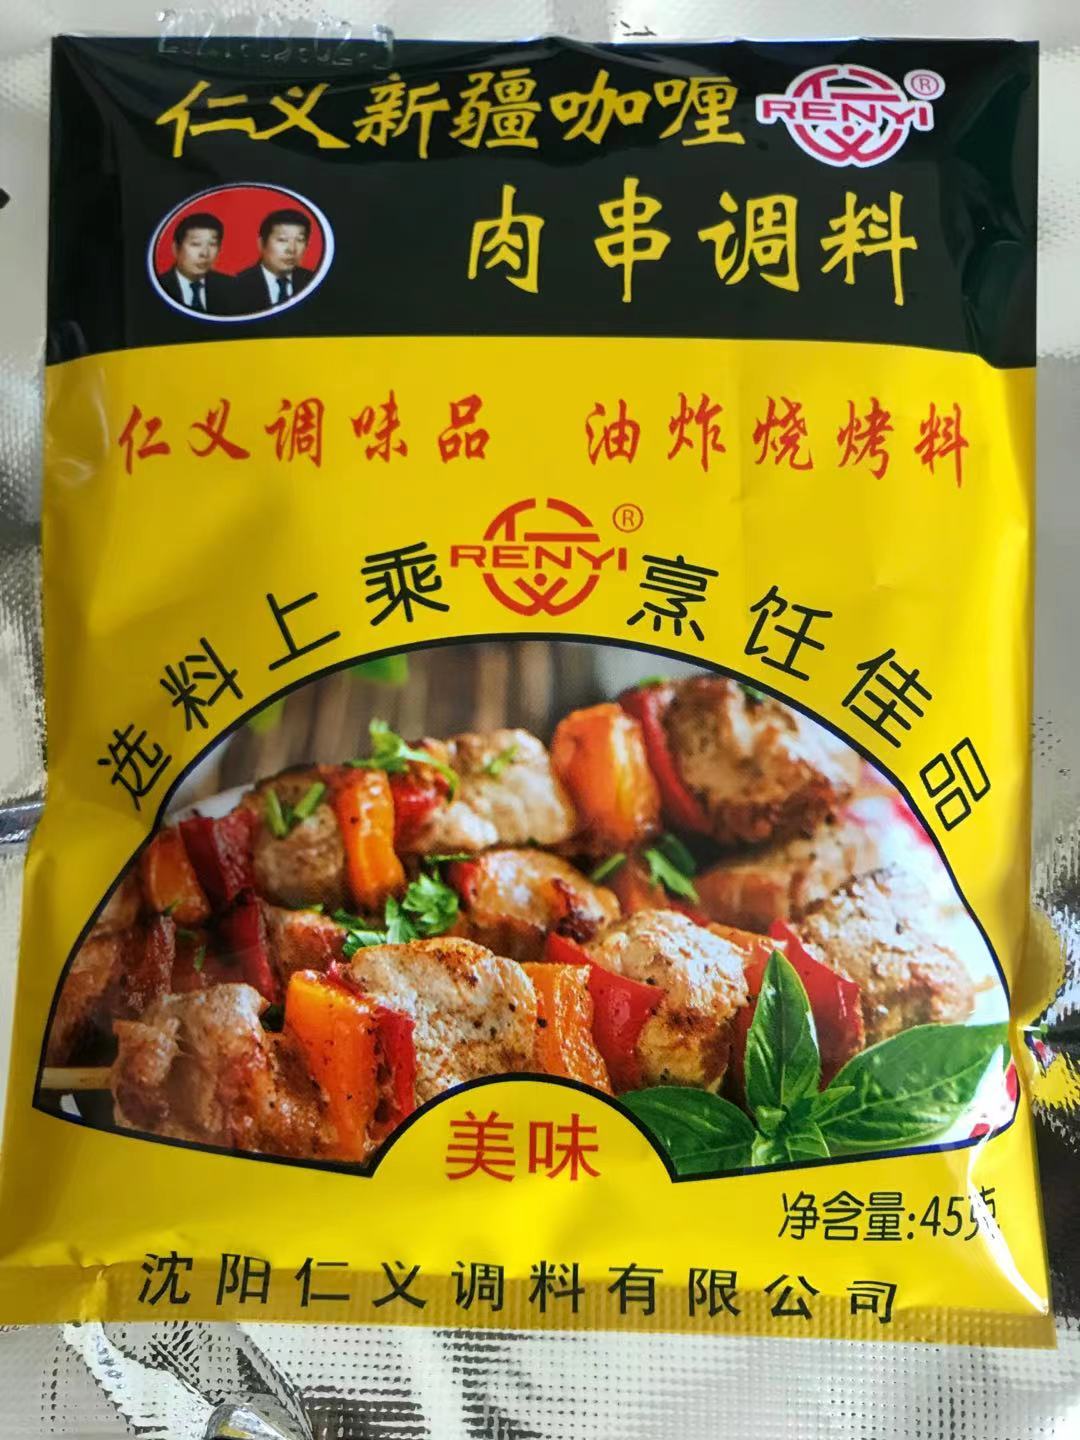 仁义新疆咖喱 RENYI®
肉串调料
仁义调味品 油炸烧烤料
RENYI®
选料上乘 烹饪佳品
美味
净含量:45克
沈阳仁义调料有限公司